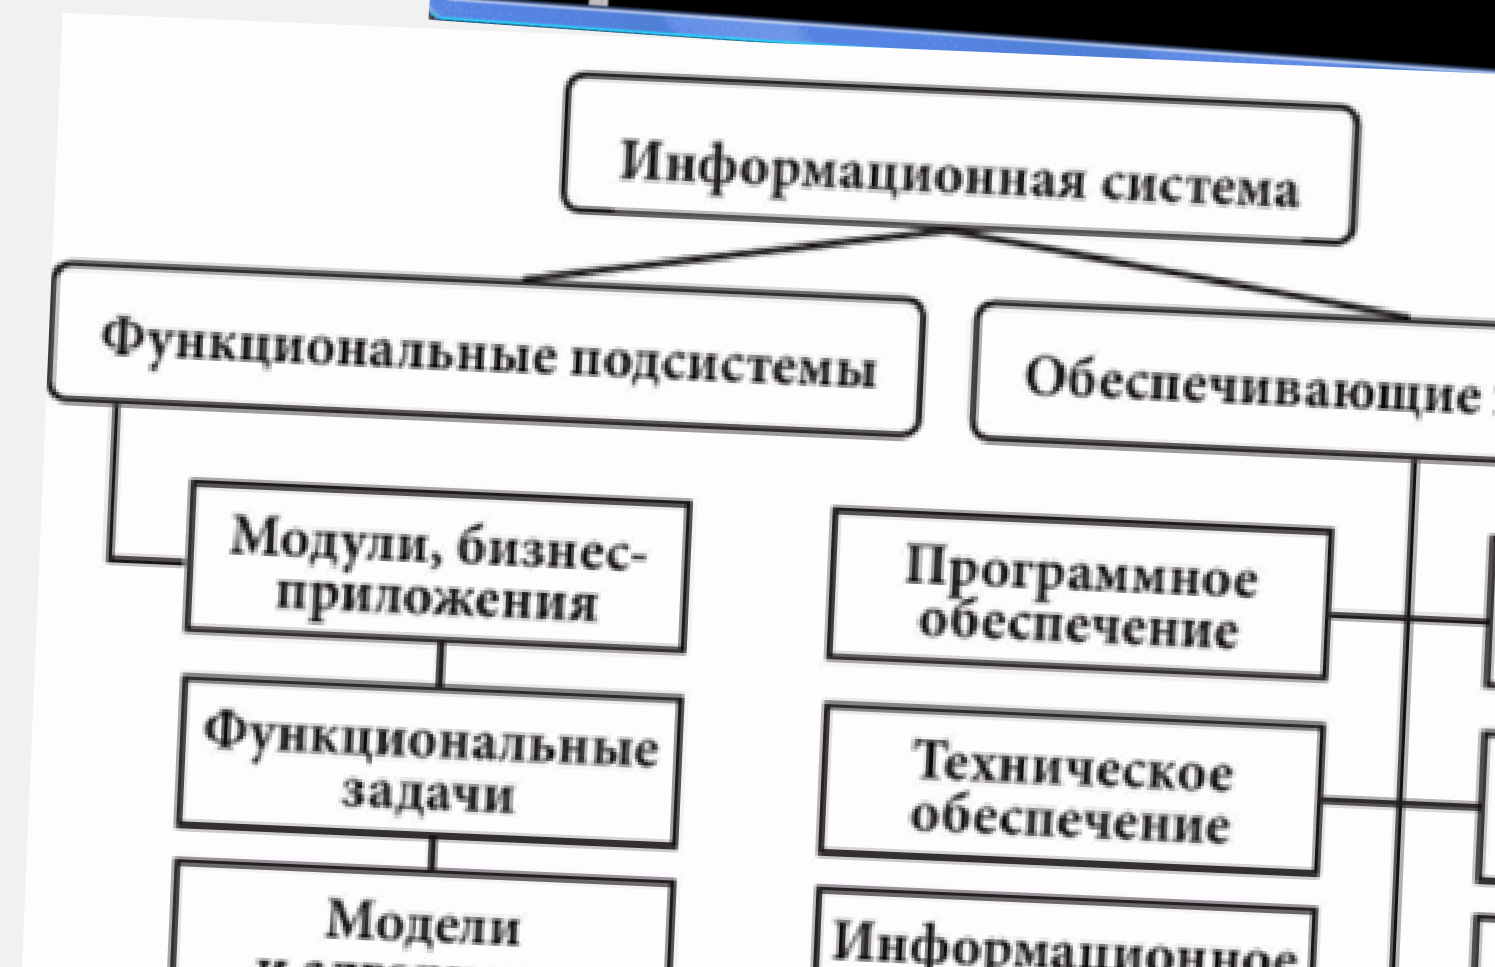 Информационная система
Функциональные подсистемы
Обеспечивающие
Модули, бизнес-
приложения
Программное
обеспечение
Функциональные
задачи
Техническое
обеспечение
Модели
Информационное